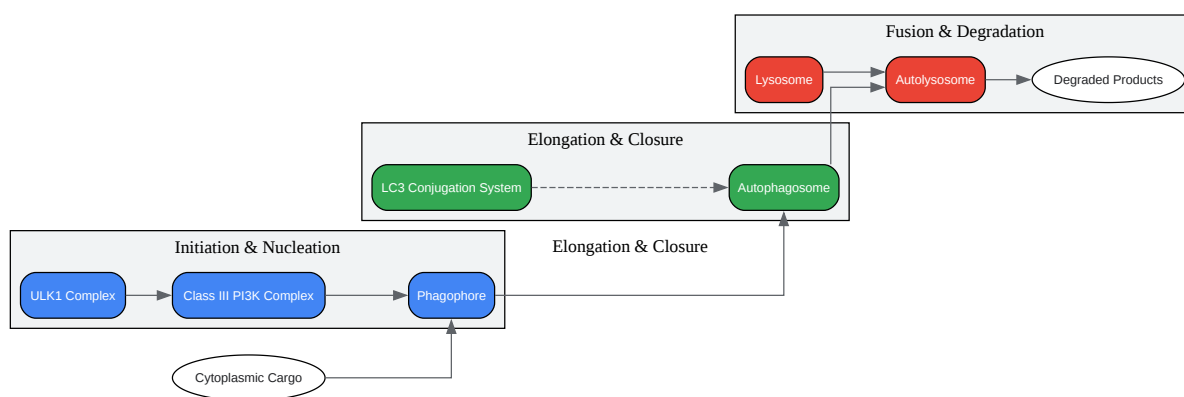 Fusion & Degradation
Lysosome
Autolysosome
Degraded Products
Elongation & Closure
LC3 Conjugation System
Autophagosome
Initiation & Nucleation
Elongation & Closure
ULK1 Complex
Class III PI3K Complex
Phagophore
Cytoplasmic Cargo